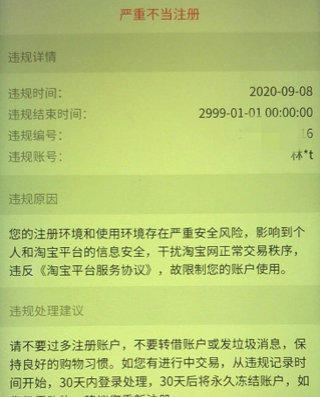 严重不当注册
违规详情
违规时间: 2020-09-08
违规结束时间: 2999-01-01 00:00:00
违规编号: 16
违规账号: 林*t
违规原因
您的注册环境和使用环境存在严重安全风险，影响到个
人和淘宝平台的信息安全，干扰淘宝网正常交易秩序，
违反《淘宝平台服务协议》，故限制您的账户使用。
违规处理建议
请不要过多注册账户，不要转借账户或发垃圾消息，保
持良好的购物习惯。如您有进行中交易，从违规记录时
间开始，30天内登录处理，30天后将永久冻结账户，如